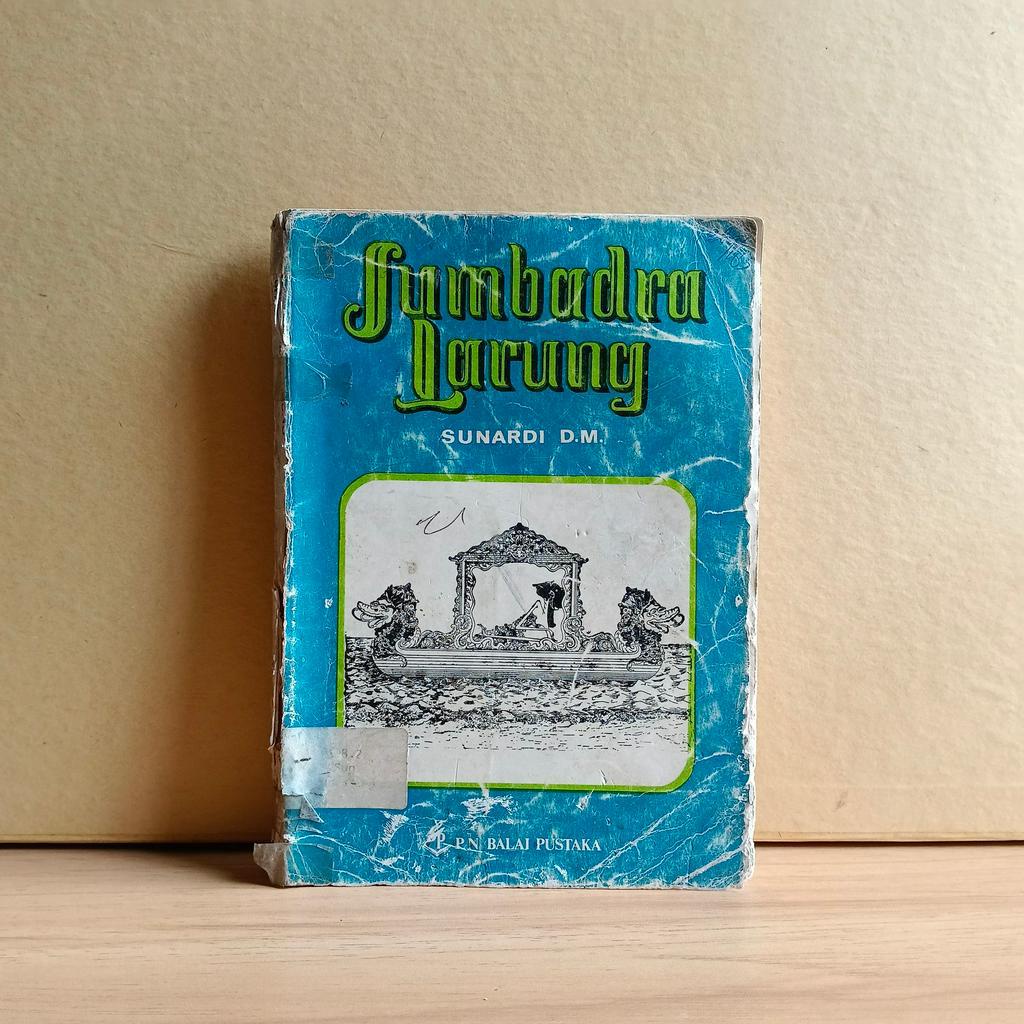 Sumbadra
Larung
SUNARDI D.M.
P.N. BALAI PUSTAKA